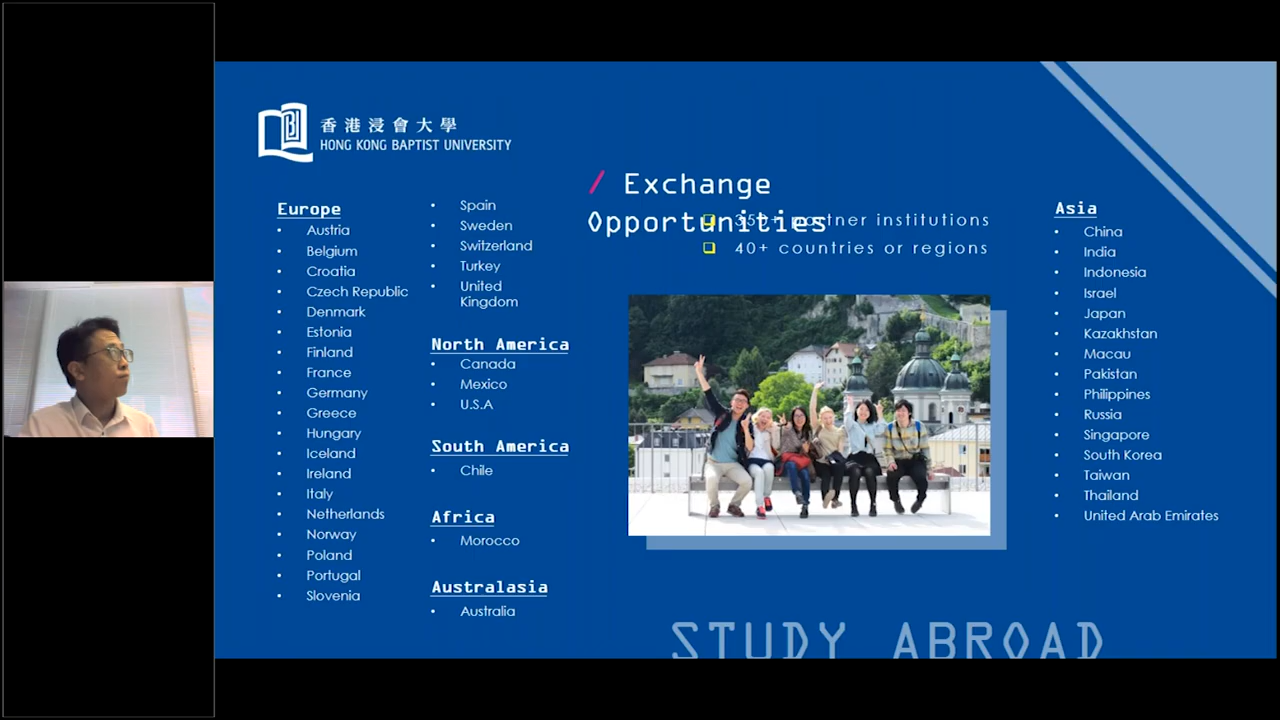 香港浸會大學
HONG KONG BAPTIST UNIVERSITY
/ Exchange
Opportunities
350+ partner institutions
40+ countries or regions
Europe
• Austria
• Belgium
• Croatia
• Czech Republic
• Denmark
• Estonia
• Finland
• France
• Germany
• Greece
• Hungary
• Iceland
• Ireland
• Italy
• Netherlands
• Norway
• Poland
• Portugal
• Slovenia
• Spain
• Sweden
• Switzerland
• Turkey
• United
Kingdom
North America
Canada
• Mexico
• U.S.A
South America
• Chile
Africa
• Morocco
Australasia
• Australia
Asia
• China
• India
• Indonesia
• Israel
• Japan
• Kazakhstan
• Macau
• Pakistan
• Philippines
• Russia
• Singapore
• South Korea
• Taiwan
• Thailand
• United Arab Emirates
STUDY ABROAD